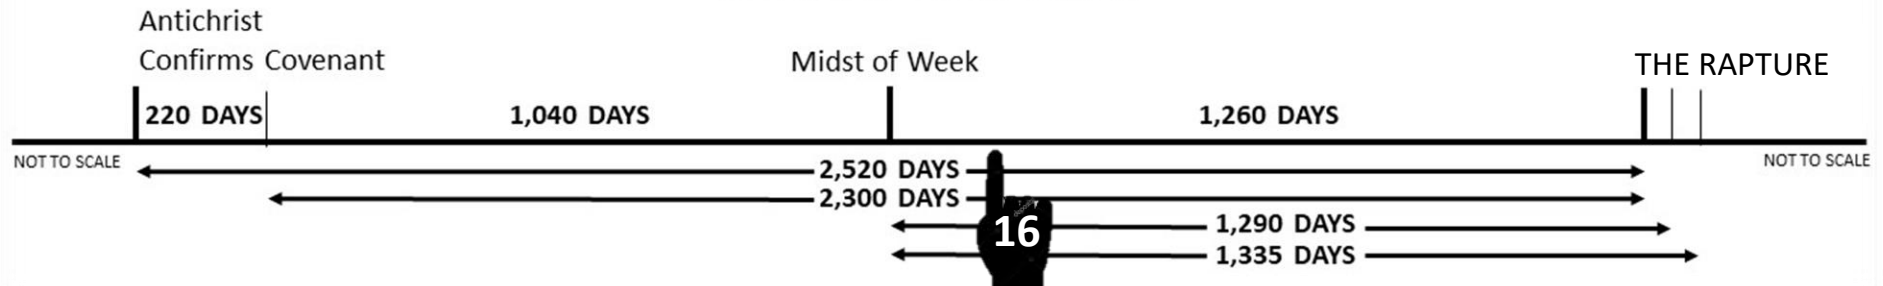 Antichrist
Confirms Covenant
Midst of Week
THE RAPTURE
220 DAYS
1,040 DAYS
1,260 DAYS
NOT TO SCALE
NOT TO SCALE
2,520 DAYS
2,300 DAYS
16
1,290 DAYS
1,335 DAYS